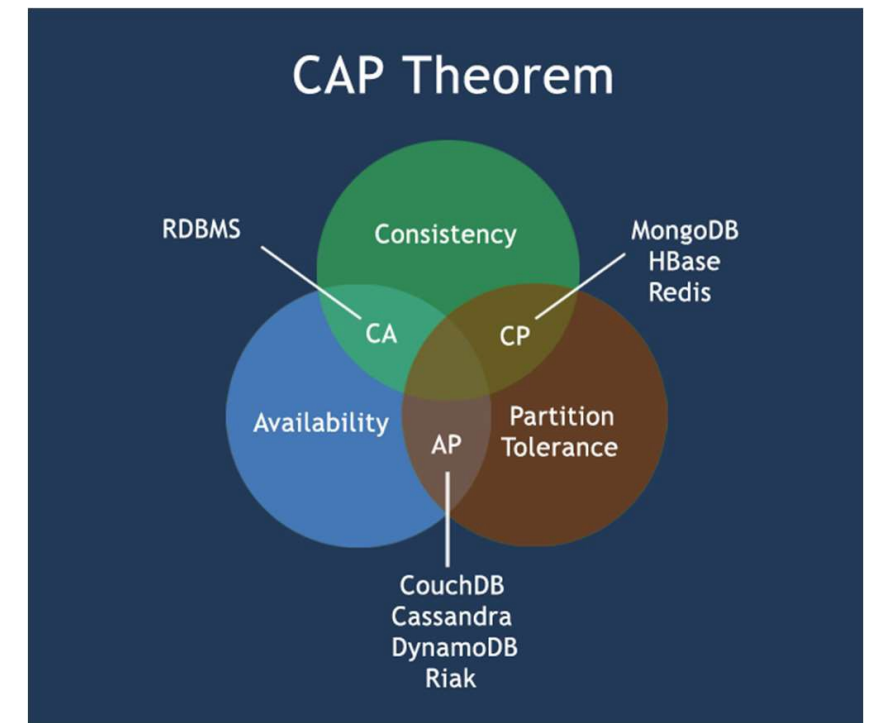 CAP Theorem
RDBMS
Consistency
MongoDB
HBase
Redis
CA
CP
Availability
Partition
Tolerance
AP
CouchDB
Cassandra
DynamoDB
Riak